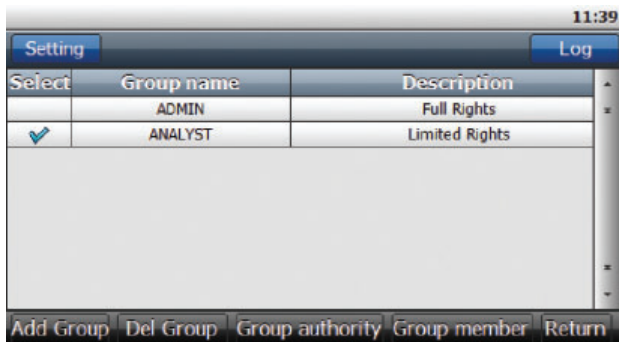 11:39
Setting Log
Select Group name Description
ADMIN Full Rights
ANALYST Limited Rights
Add Group Del Group Group authority Group member Return